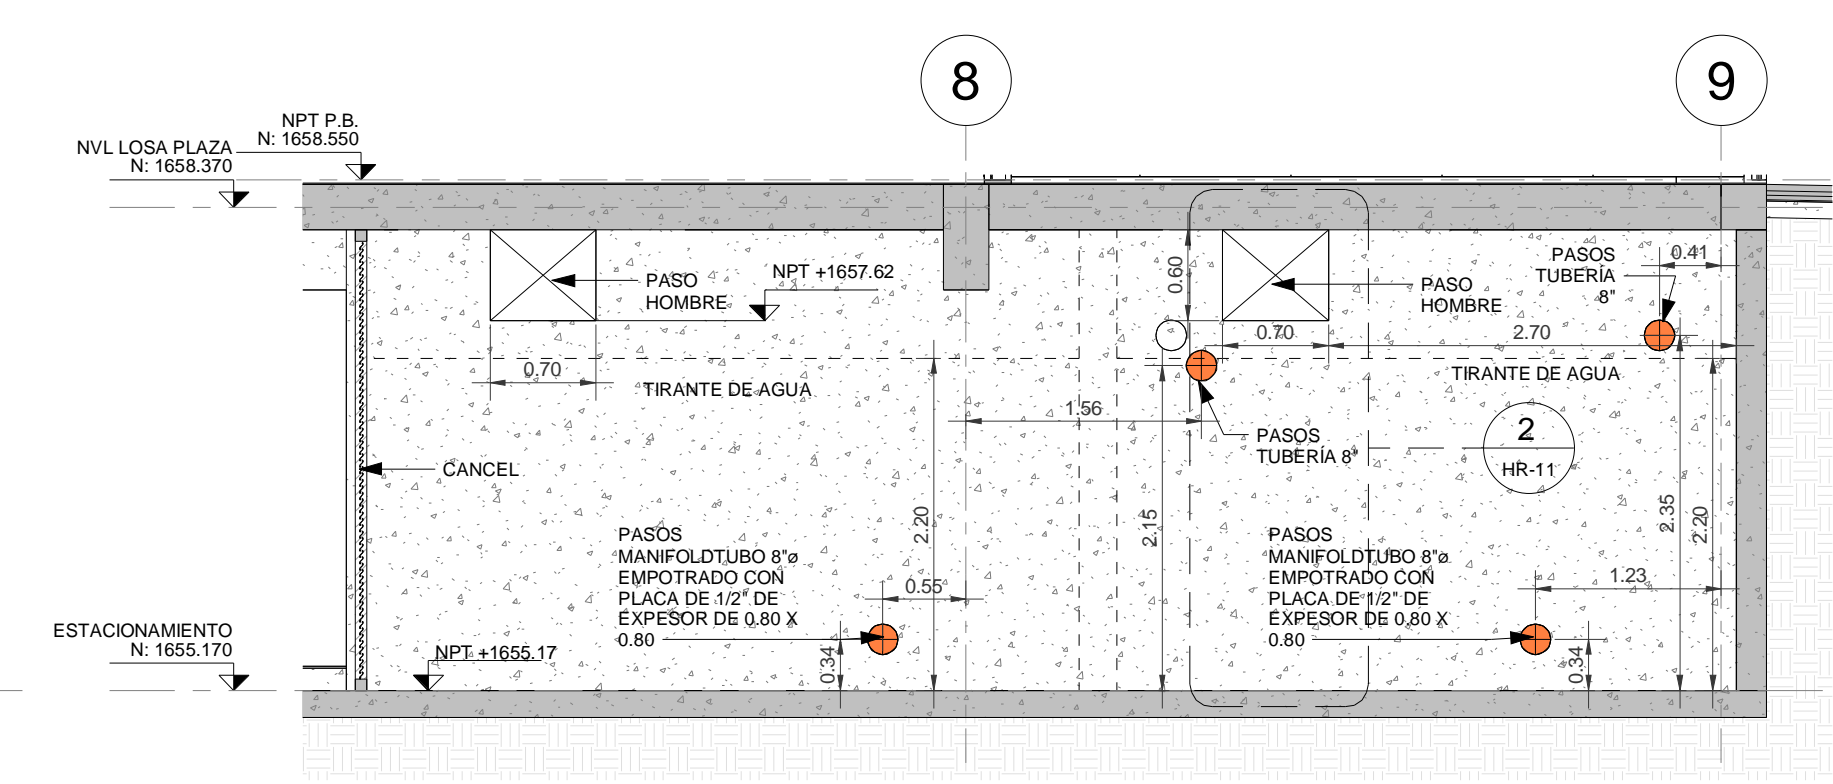 8
9
NPT P.B.
N: 1658.550
NVL LOSA PLAZA
N: 1658.370
PASO
HOMBRE
NPT +1657.62
0.60
PASO
HOMBRE
PASOS
TUBERÍA
8"
0.41
0.70
2.70
0.70
TIRANTE DE AGUA
TIRANTE DE AGUA
1.56
PASOS
TUBERÍA 8"
2
HR-11
CANCEL
2.20
2.15
2.35
2.20
PASOS
MANIFOLDTUBO 8"ø
EMPOTRADO CON
PLACA DE 1/2" DE
EXPESOR DE 0.80 X
0.80
0.55
0.34
PASOS
MANIFOLDTUBO 8"ø
EMPOTRADO CON
PLACA DE 1/2" DE
EXPESOR DE 0.80 X
0.80
1.23
0.34
ESTACIONAMIENTO
N: 1655.170
NPT +1655.17